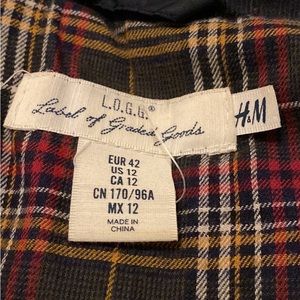 L.O.G.G.®
Label of Graded Goods
H&M
EUR 42
US 12
CA 12
CN 170/96A
MX 12
MADE IN
CHINA